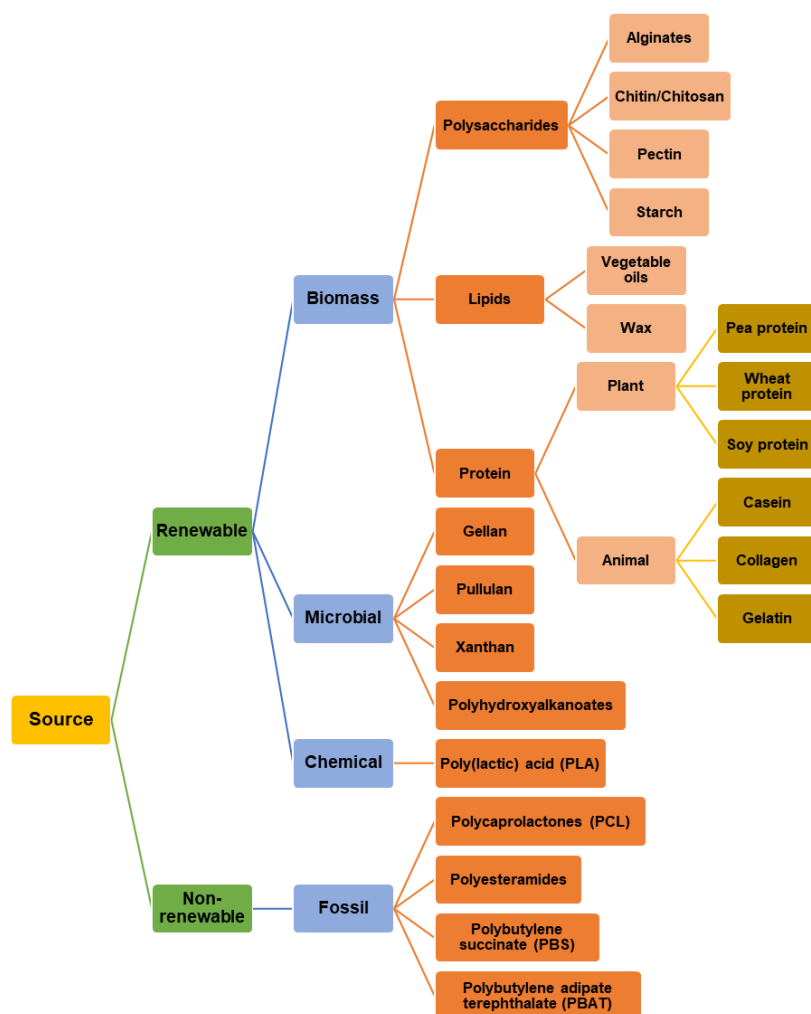 Alginates
Chitin/Chitosan
Polysaccharides
Pectin
Starch
Vegetable
oils
Biomass
Lipids
Wax
Pea protein
Plant
Wheat
protein
Soy protein
Protein
Casein
Renewable
Gellan
Animal
Collagen
Pullulan
Gelatin
Microbial
Xanthan
Polyhydroxyalkanoates
Source
Chemical
Poly(lactic) acid (PLA)
Polycaprolactones (PCL)
Polyesteramides
Non-
renewable
Fossil
Polybutylene
succinate (PBS)
Polybutylene adipate
terephthalate (PBAT)